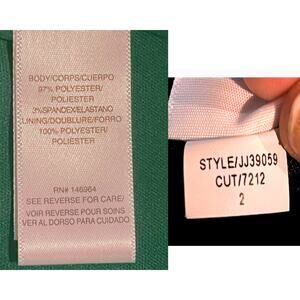 BODY/CORPS/CUERPO
97% POLYESTER/
POLIESTER
3%SPANDEX/ELASTANO
LINING/DOUBLURE/FORRO
100% POLYESTER/
POLIESTER
RN# 146964
SEE REVERSE FOR CARE/
VOIR REVERSE POUR SOINS
VER AL DORSO PARA CUIDADO
STYLE/JJ39059
CUT/7212
2